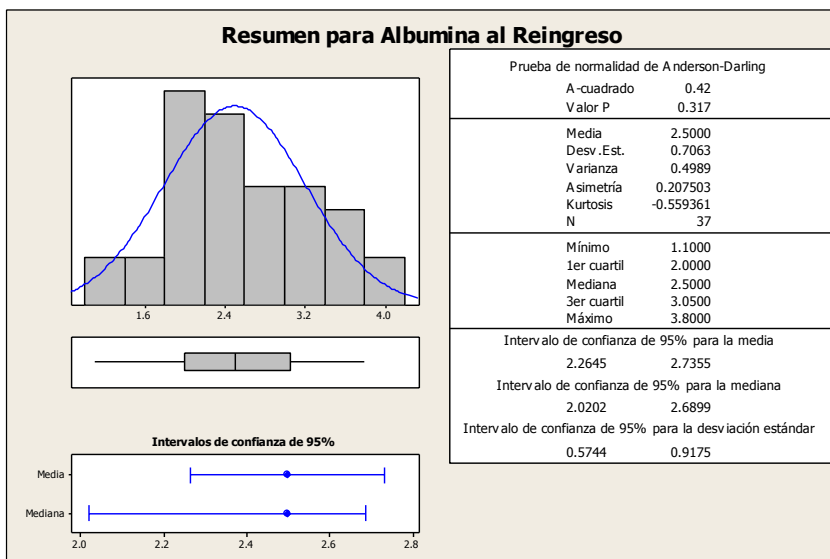 Resumen para Albumina al Reingreso
1.6 2.4 3.2 4.0
Intervalos de confianza de 95%
Media
Mediana
2.0 2.2 2.4 2.6 2.8
Prueba de normalidad de Anderson-Darling
A-cuadrado 0.42
Valor P 0.317
Media 2.5000
Desv.Est. 0.7063
Varianza 0.4989
Asimetría 0.207503
Kurtosis -0.559361
N 37
Mínimo 1.1000
1er cuartil 2.0000
Mediana 2.5000
3er cuartil 3.0500
Máximo 3.8000
Intervalo de confianza de 95% para la media
2.2645 2.7355
Intervalo de confianza de 95% para la mediana
2.0202 2.6899
Intervalo de confianza de 95% para la desviación estándar
0.5744 0.9175